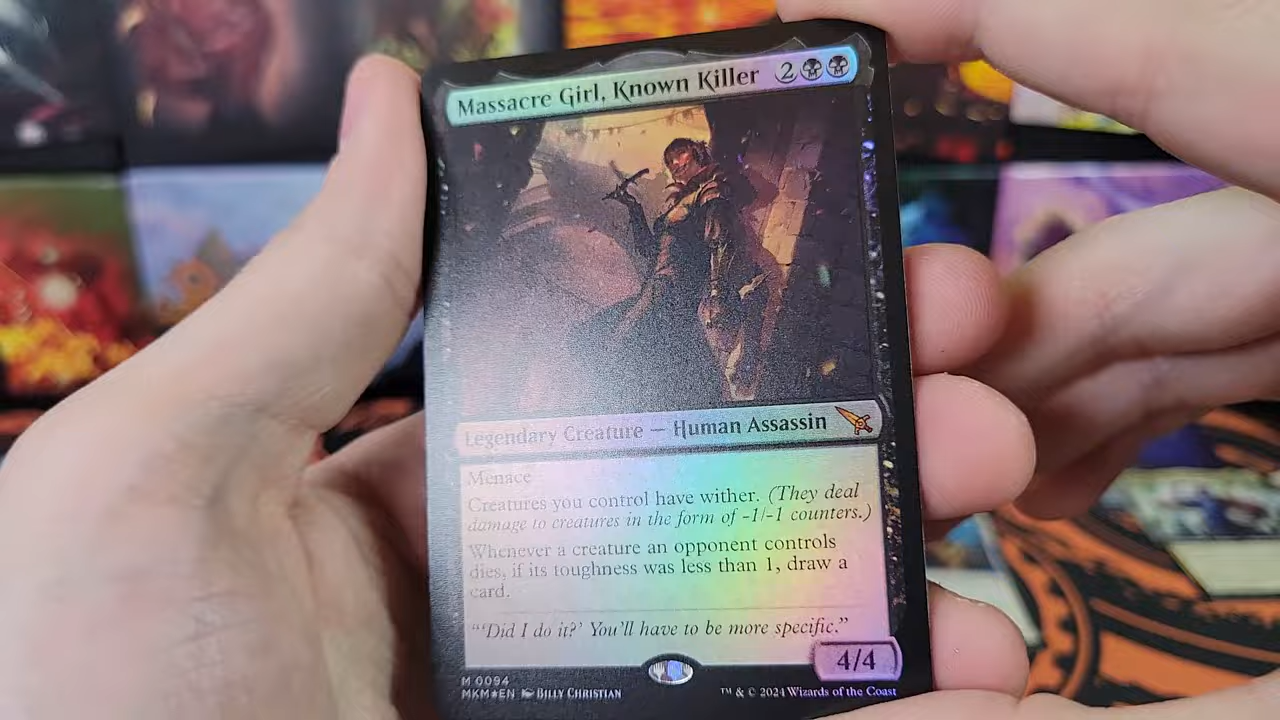 Massacre Girl, Known Killer 2
Legendary Creature — Human Assassin
Menace
Creatures you control have wither. (They deal
damage to creatures in the form of -1/-1 counters.)
Whenever a creature an opponent controls
dies, if its toughness was less than 1, draw a
card.
"'Did I do it?' You'll have to be more specific."
4/4
M 0094
MKM★EN Billy Christian
™ & © 2024 Wizards of the Coast